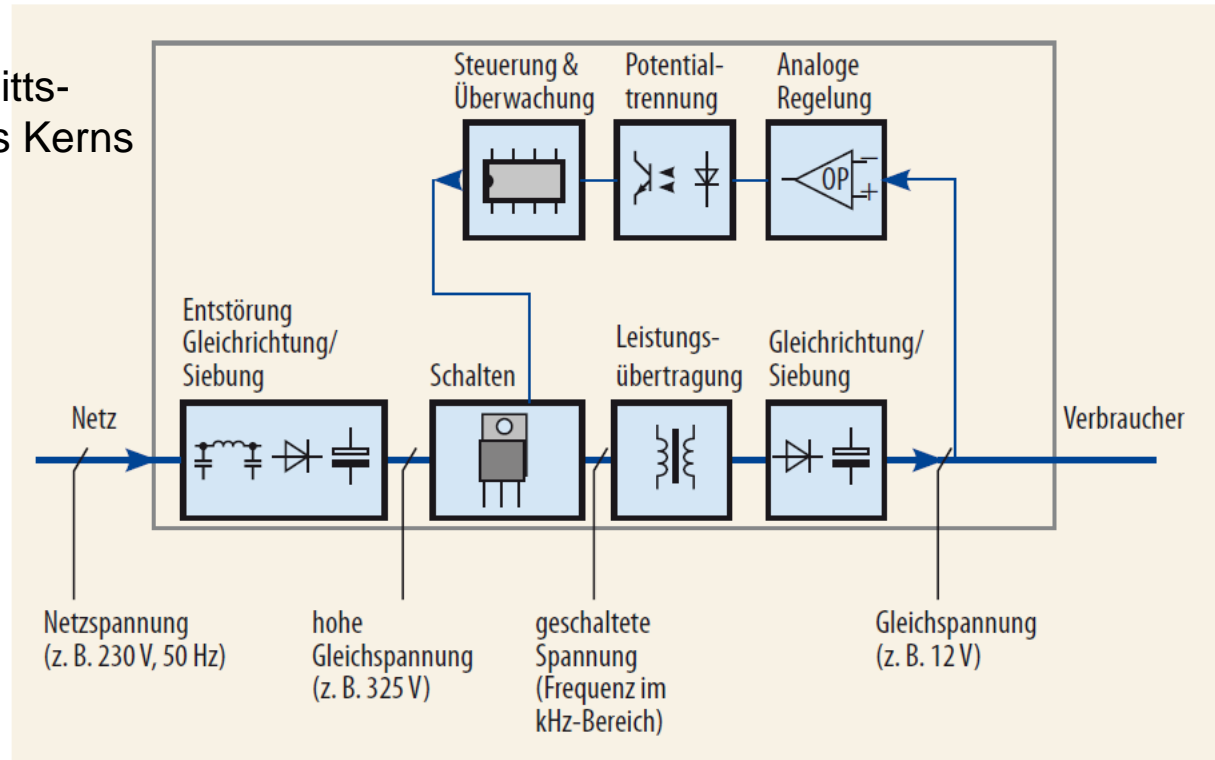 itts-
s Kerns
Steuerung &
Überwachung
Potential-
trennung
Analoge
Regelung
OP
−
+
Entstörung
Gleichrichtung/
Siebung
Schalten
Leistungs-
übertragung
Gleichrichtung/
Siebung
Netz
Verbraucher
Netzspannung
(z. B. 230 V, 50 Hz)
hohe
Gleichspannung
(z. B. 325 V)
geschaltete
Spannung
(Frequenz im
kHz-Bereich)
Gleichspannung
(z. B. 12 V)